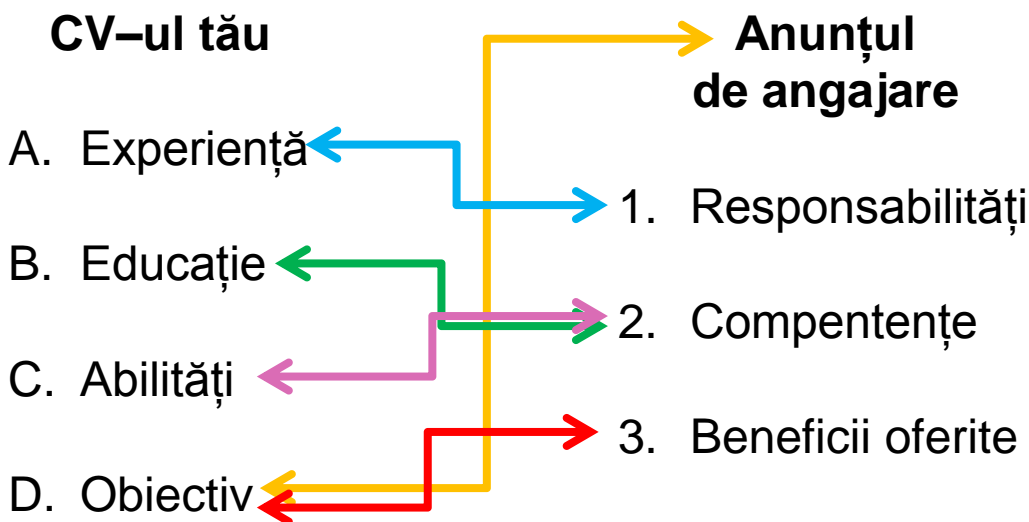 CV–ul tău
A. Experiență
B. Educație
C. Abilități
D. Obiectiv
Anunțul
de angajare
1. Responsabilități
2. Compentențe
3. Beneficii oferite